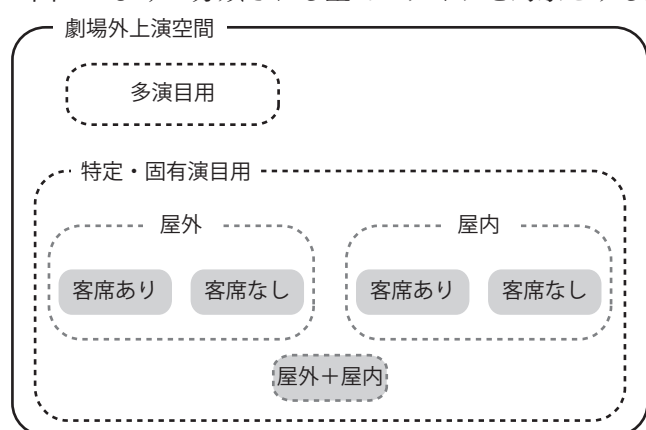 劇場外上演空間
多演目用
特定・固有演目用
屋外
屋内
客席あり
客席なし
客席あり
客席なし
屋外＋屋内